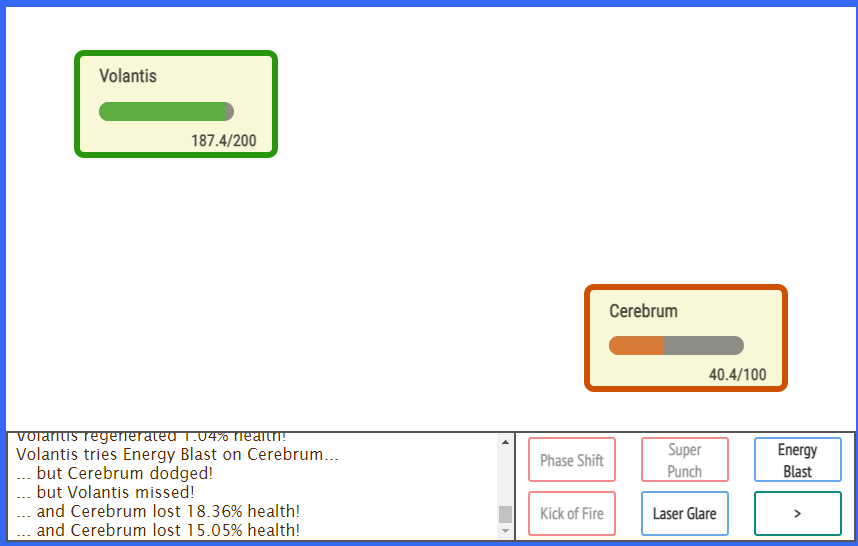 Volantis
187.4/200
Cerebrum
40.4/100
Volantis regenerated 1.04% health!
Volantis tries Energy Blast on Cerebrum...
... but Cerebrum dodged!
... but Volantis missed!
... and Cerebrum lost 18.36% health!
... and Cerebrum lost 15.05% health!
Phase Shift
Super
Punch
Energy
Blast
Kick of Fire
Laser Glare
>